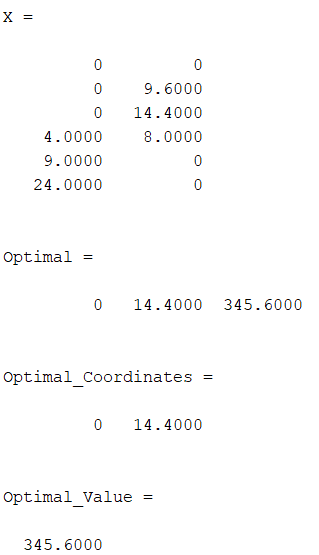 X =
0 0
0 9.6000
0 14.4000
4.0000 8.0000
9.0000 0
24.0000 0
Optimal =
0 14.4000 345.6000
Optimal_Coordinates =
0 14.4000
Optimal_Value =
345.6000